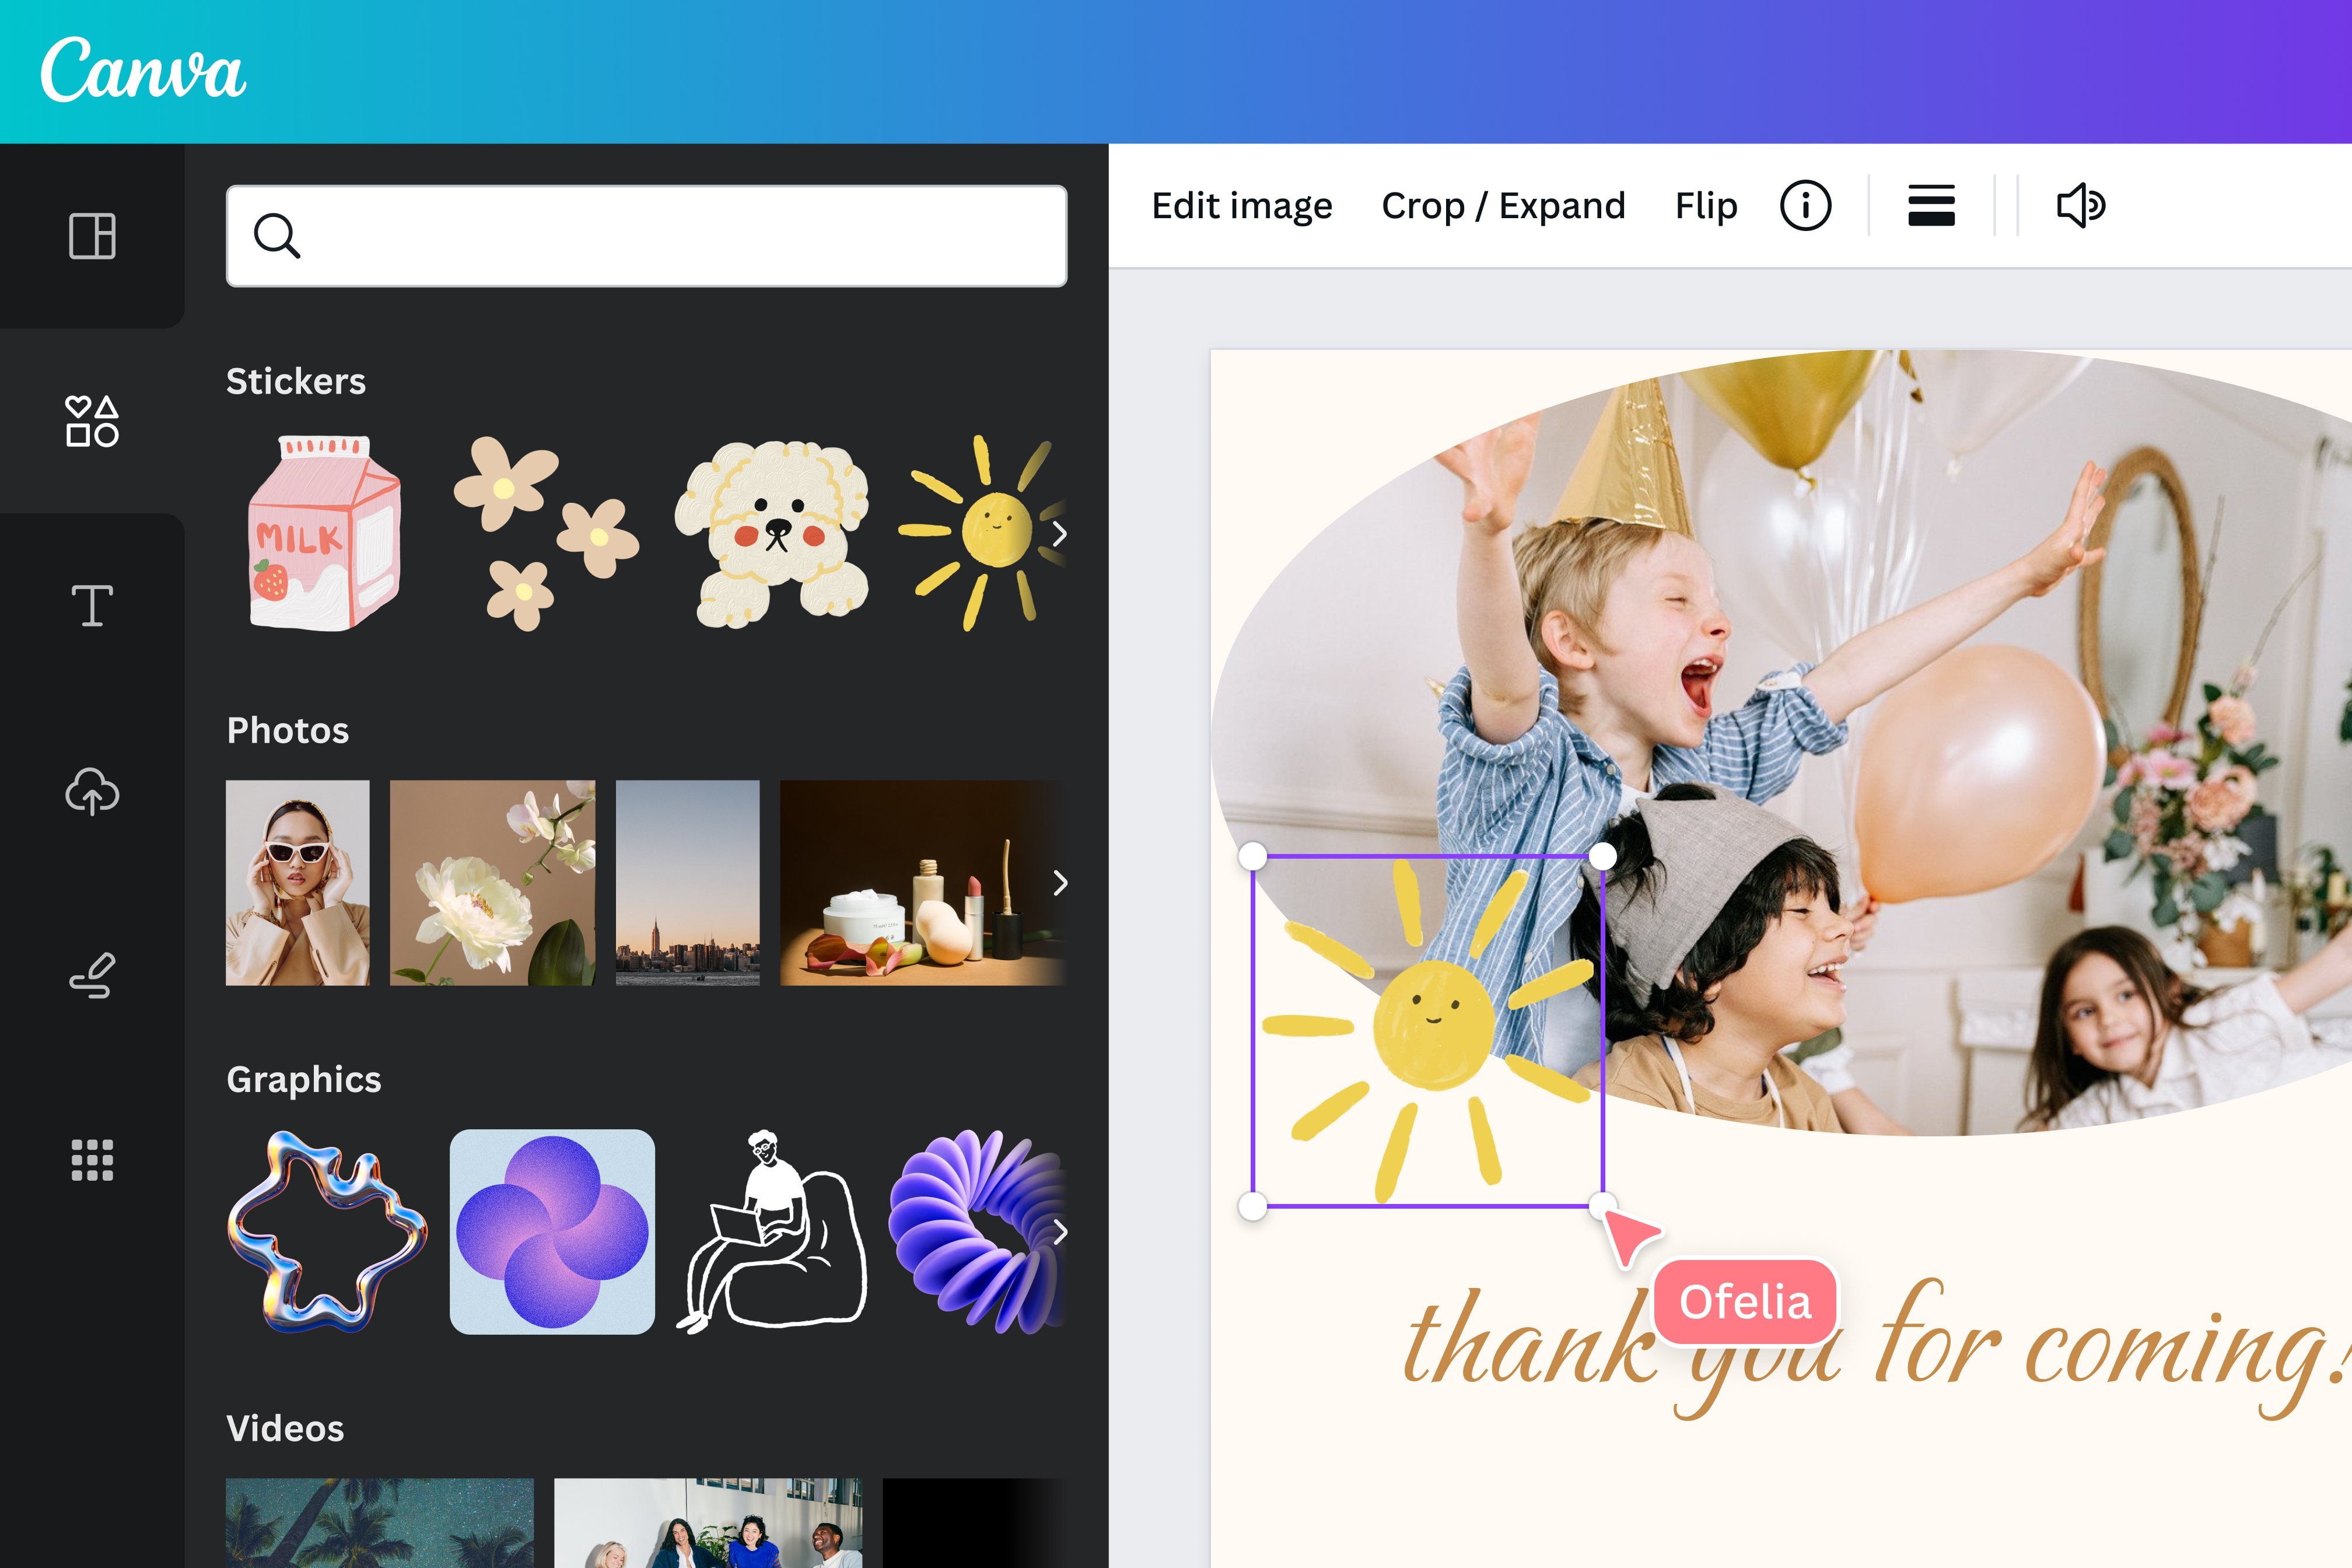 Canva
Edit image
Crop / Expand
Flip
Stickers
MILK
Photos
Graphics
Videos
Ofelia
thank you for coming!